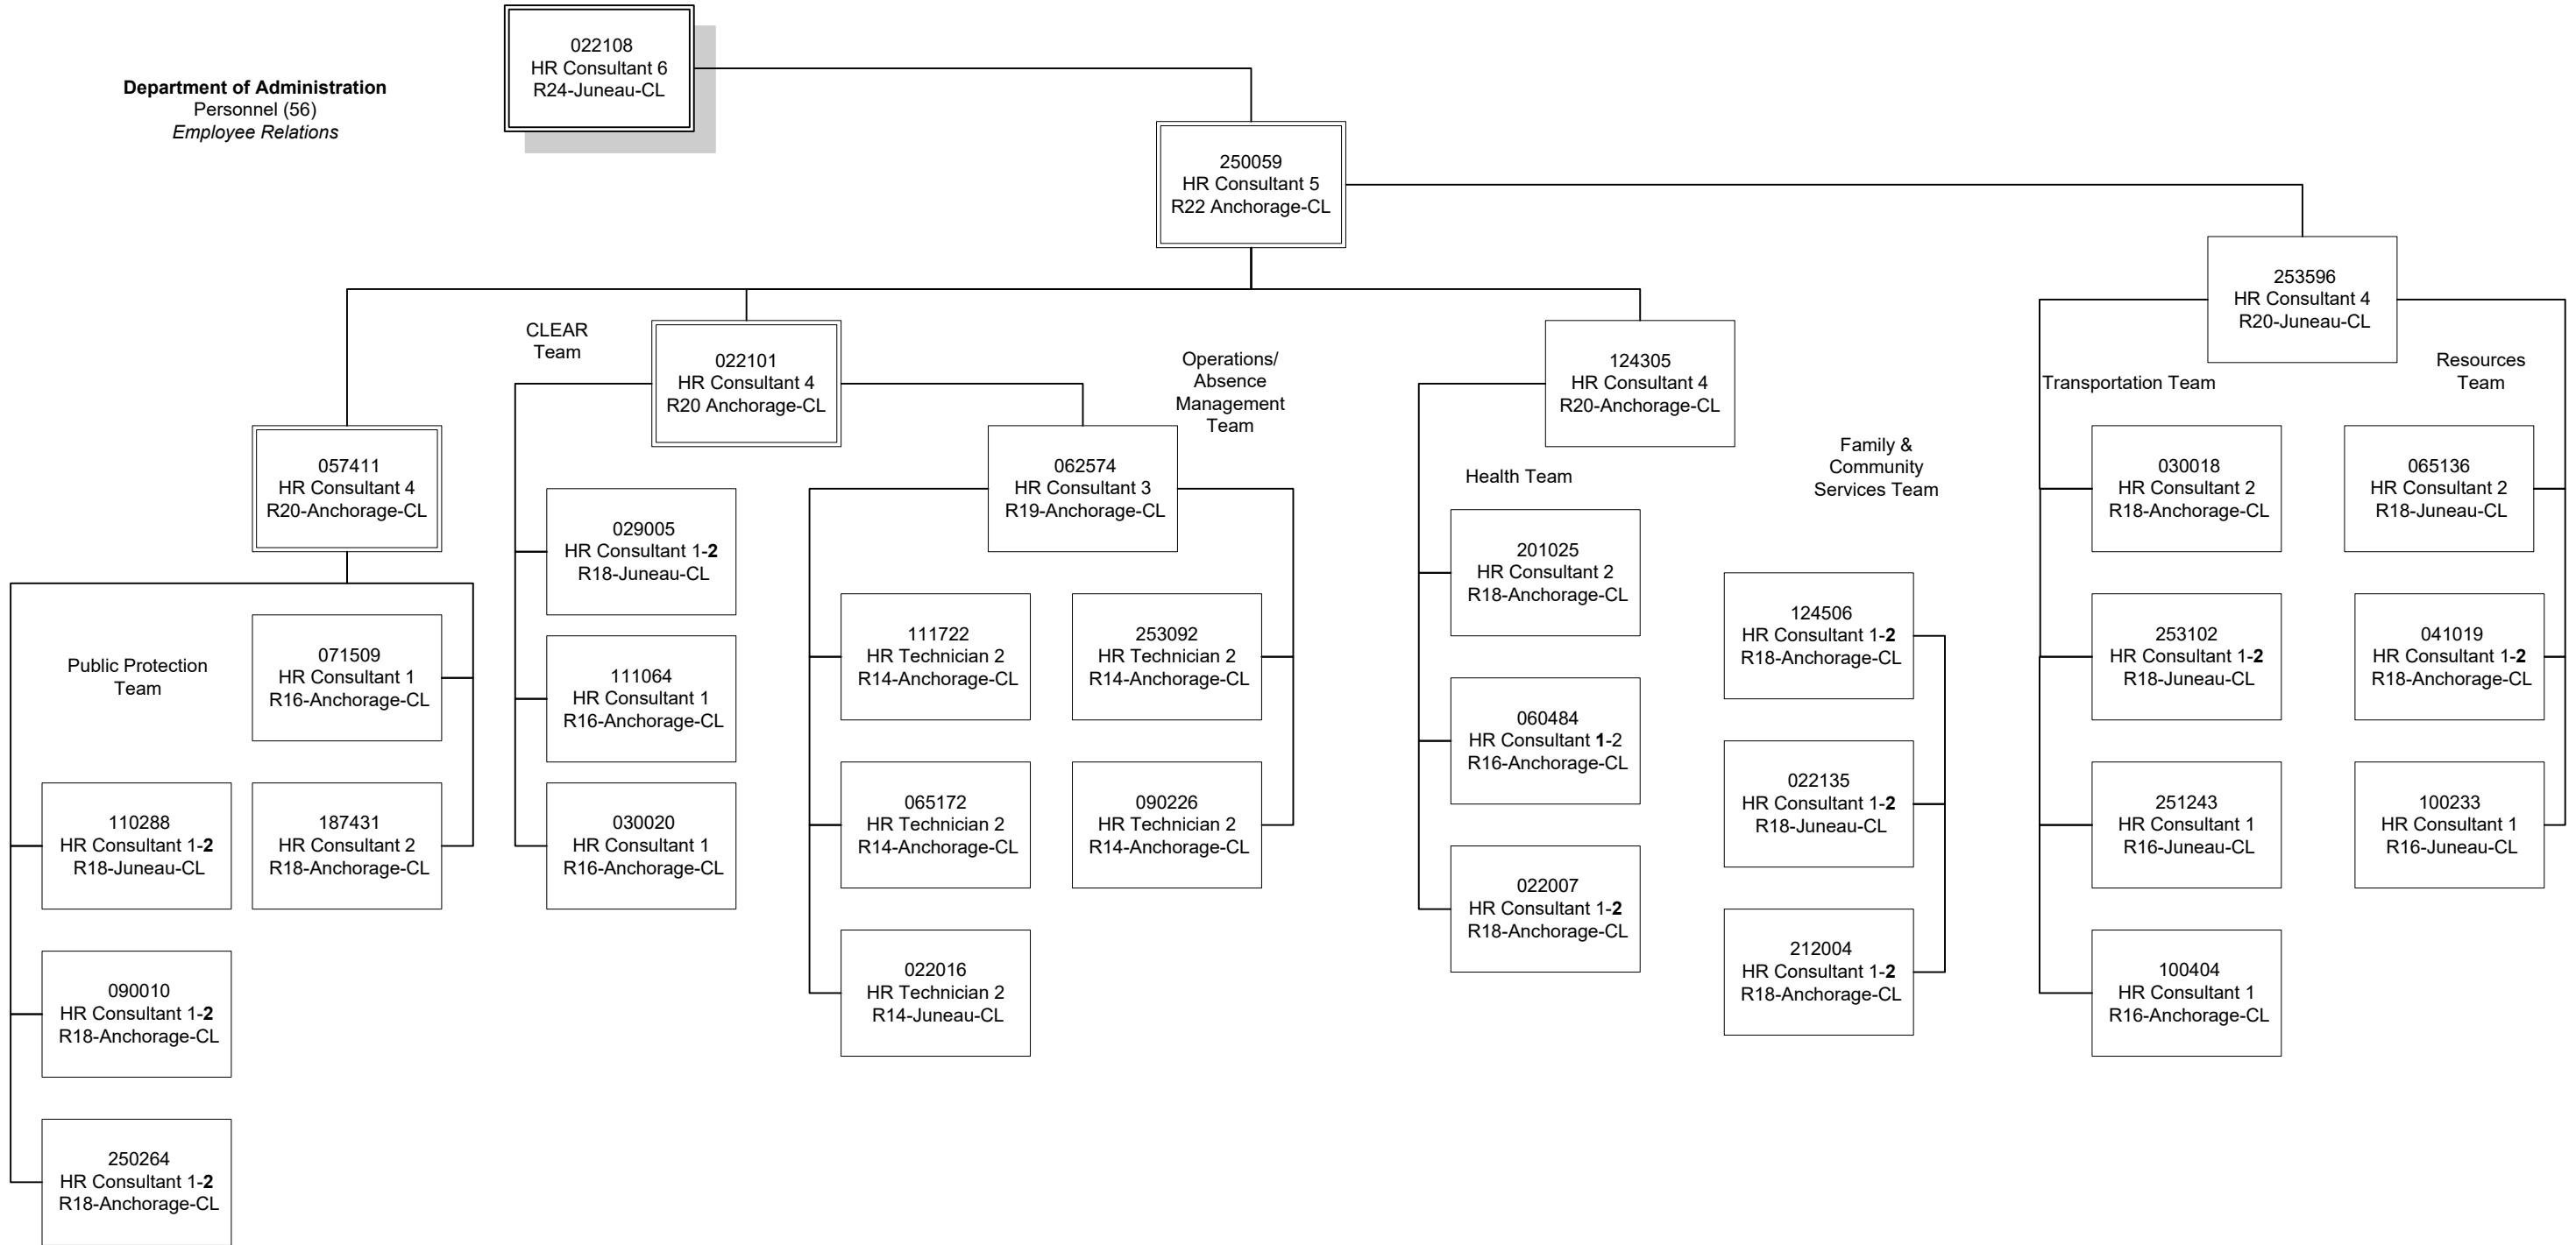 Department of Administration
Personnel (56)
Employee Relations
022108
HR Consultant 6
R24-Juneau-CL
250059
HR Consultant 5
R22 Anchorage-CL
057411
HR Consultant 4
R20-Anchorage-CL
Public Protection
Team
071509
HR Consultant 1
R16-Anchorage-CL
187431
HR Consultant 2
R18-Anchorage-CL
110288
HR Consultant 1-2
R18-Juneau-CL
090010
HR Consultant 1-2
R18-Anchorage-CL
250264
HR Consultant 1-2
R18-Anchorage-CL
CLEAR
Team
022101
HR Consultant 4
R20 Anchorage-CL
029005
HR Consultant 1-2
R18-Juneau-CL
111064
HR Consultant 1
R16-Anchorage-CL
030020
HR Consultant 1
R16-Anchorage-CL
Operations/
Absence
Management
Team
062574
HR Consultant 3
R19-Anchorage-CL
111722
HR Technician 2
R14-Anchorage-CL
253092
HR Technician 2
R14-Anchorage-CL
065172
HR Technician 2
R14-Anchorage-CL
090226
HR Technician 2
R14-Anchorage-CL
022016
HR Technician 2
R14-Juneau-CL
124305
HR Consultant 4
R20-Anchorage-CL
Health Team
201025
HR Consultant 2
R18-Anchorage-CL
060484
HR Consultant 1-2
R16-Anchorage-CL
022007
HR Consultant 1-2
R18-Anchorage-CL
Family &
Community
Services Team
124506
HR Consultant 1-2
R18-Anchorage-CL
022135
HR Consultant 1-2
R18-Juneau-CL
212004
HR Consultant 1-2
R18-Anchorage-CL
253596
HR Consultant 4
R20-Juneau-CL
Transportation Team
030018
HR Consultant 2
R18-Anchorage-CL
253102
HR Consultant 1-2
R18-Juneau-CL
251243
HR Consultant 1
R16-Juneau-CL
100404
HR Consultant 1
R16-Anchorage-CL
Resources
Team
065136
HR Consultant 2
R18-Juneau-CL
041019
HR Consultant 1-2
R18-Anchorage-CL
100233
HR Consultant 1
R16-Juneau-CL